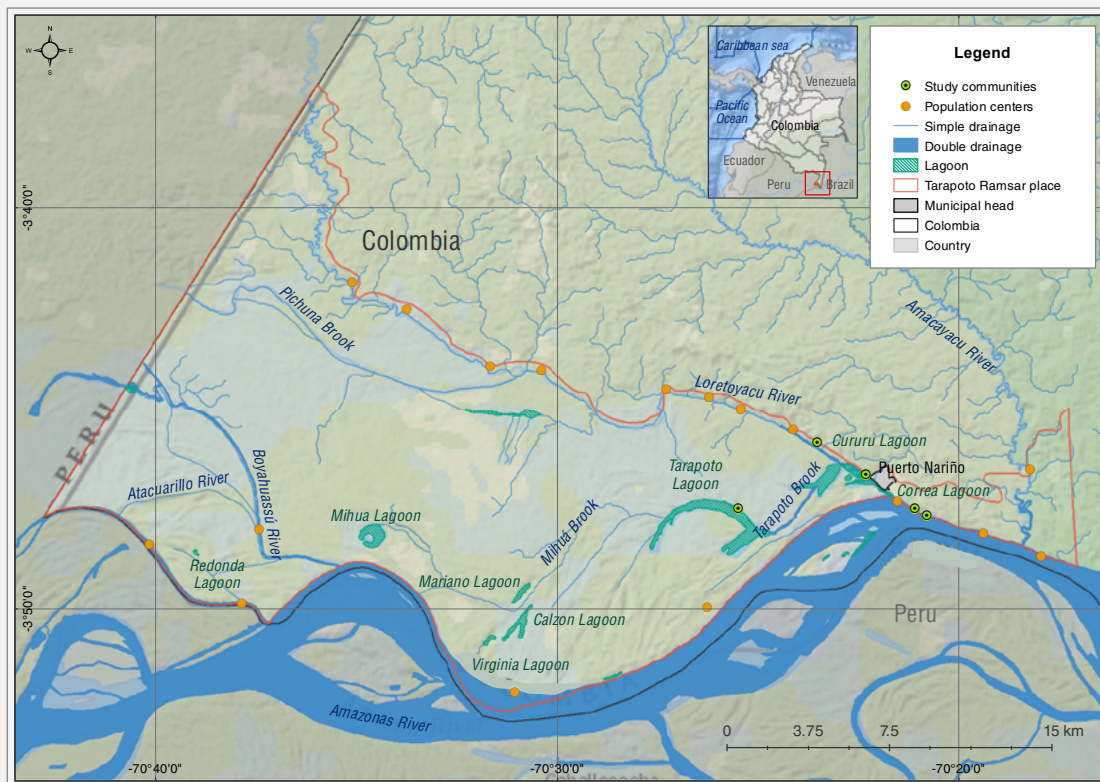 N
W
E
S
Caribbean sea
Venezuela
Pacific
Ocean
Colombia
Ecuador
Peru
Brazil
Legend
Study communities
Population centers
Simple drainage
Double drainage
Lagoon
Tarapoto Ramsar place
Municipal head
Colombia
Country
-3°40'0"
Colombia
Pichuna Brook
Amacayacu River
Loretoyacu River
PERU
Cururu Lagoon
Puerto Nariño
Tarapoto
Lagoon
Tarapoto Brook
Correa Lagoon
Atacuarillo River
Boyahuassú River
Mihua Lagoon
Mihuá Brook
Redonda
Lagoon
Mariano Lagoon
Calzon Lagoon
-3°50'0"
Peru
Virginia Lagoon
Amazonas River
0
3.75
7.5
15 km
-70°40'0"
-70°30'0"
-70°20'0"